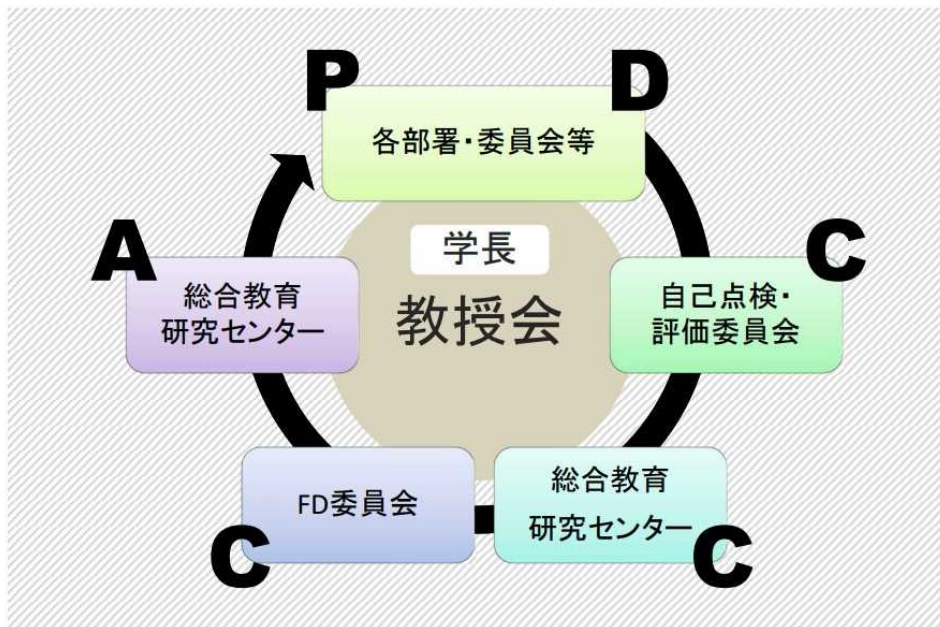 P
D
各部署・委員会等
学長
教授会
C
自己点検・
評価委員会
総合教育
研究センター
C
FD委員会
C
A
総合教育
研究センター